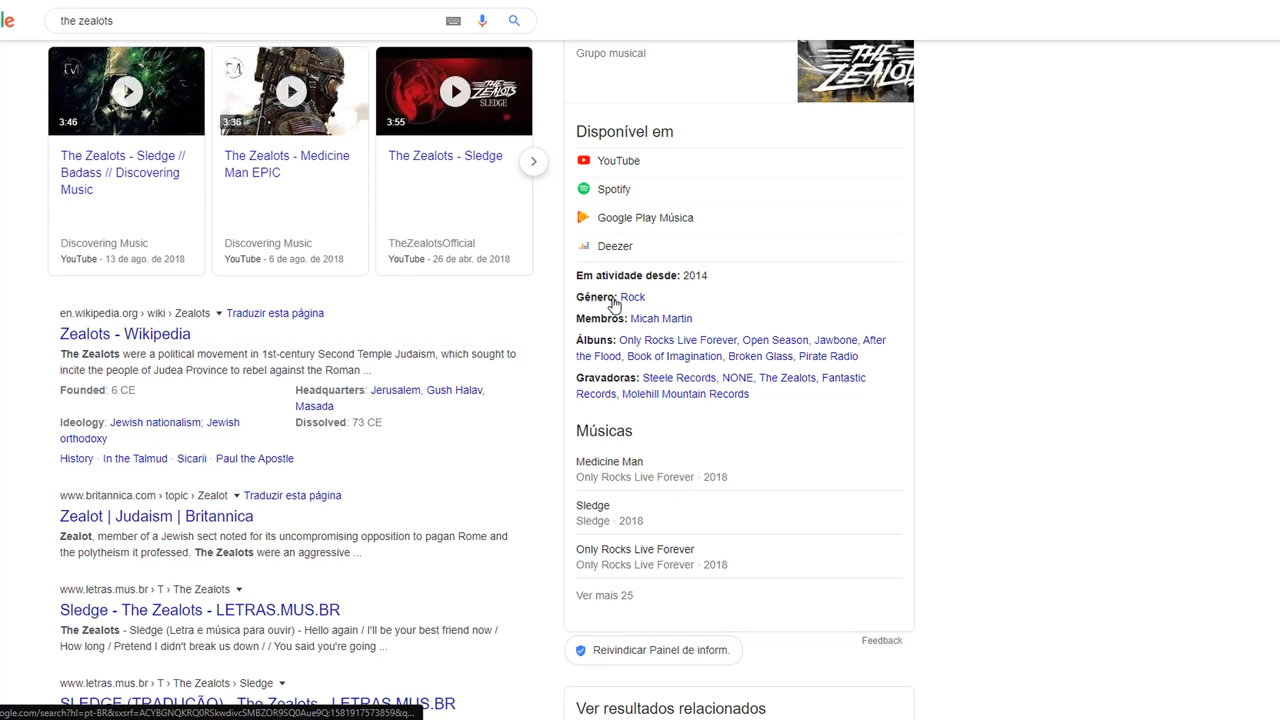 le
the zealots
3:46
3:36
THE ZEALOTS
SLEDGE
3:55
The Zealots - Sledge //
Badass // Discovering
Music
Discovering Music
YouTube - 13 de ago. de 2018
The Zealots - Medicine
Man EPIC
Discovering Music
YouTube - 6 de ago. de 2018
The Zealots - Sledge
TheZealotsOfficial
YouTube - 26 de abr. de 2018
en.wikipedia.org › wiki › Zealots Traduzir esta página
Zealots - Wikipedia
The Zealots were a political movement in 1st-century Second Temple Judaism, which sought to
incite the people of Judea Province to rebel against the Roman ...
Founded: 6 CE
Headquarters: Jerusalem, Gush Halav,
Masada
Ideology: Jewish nationalism, Jewish
orthodoxy
Dissolved: 73 CE
History · In the Talmud · Sicarii · Paul the Apostle
www.britannica.com › topic › Zealot Traduzir esta página
Zealot | Judaism | Britannica
Zealot, member of a Jewish sect noted for its uncompromising opposition to pagan Rome and
the polytheism it professed. The Zealots were an aggressive ...
www.letras.mus.br › T › The Zealots
Sledge - The Zealots - LETRAS.MUS.BR
The Zealots - Sledge (Letra e música para ouvir) - Hello again / I'll be your best friend now /
How long / Pretend I didn't break us down / / You said you're going ...
www.letras.mus.br › T › The Zealots › Sledge
SLEDGE (TRADUÇÃO) - The Zealots - LETRAS.MUS.BR
Grupo musical
THE ZEALOTS
Disponível em
YouTube
Spotify
Google Play Música
Deezer
Em atividade desde: 2014
Gênero: Rock
Membros: Micah Martin
Álbuns: Only Rocks Live Forever, Open Season, Jawbone, After
the Flood, Book of Imagination, Broken Glass, Pirate Radio
Gravadoras: Steele Records, NONE, The Zealots, Fantastic
Records, Molehill Mountain Records
Músicas
Medicine Man
Only Rocks Live Forever · 2018
Sledge
Sledge · 2018
Only Rocks Live Forever
Only Rocks Live Forever · 2018
Ver mais 25
Feedback
Reivindicar Painel de inform.
Ver resultados relacionados